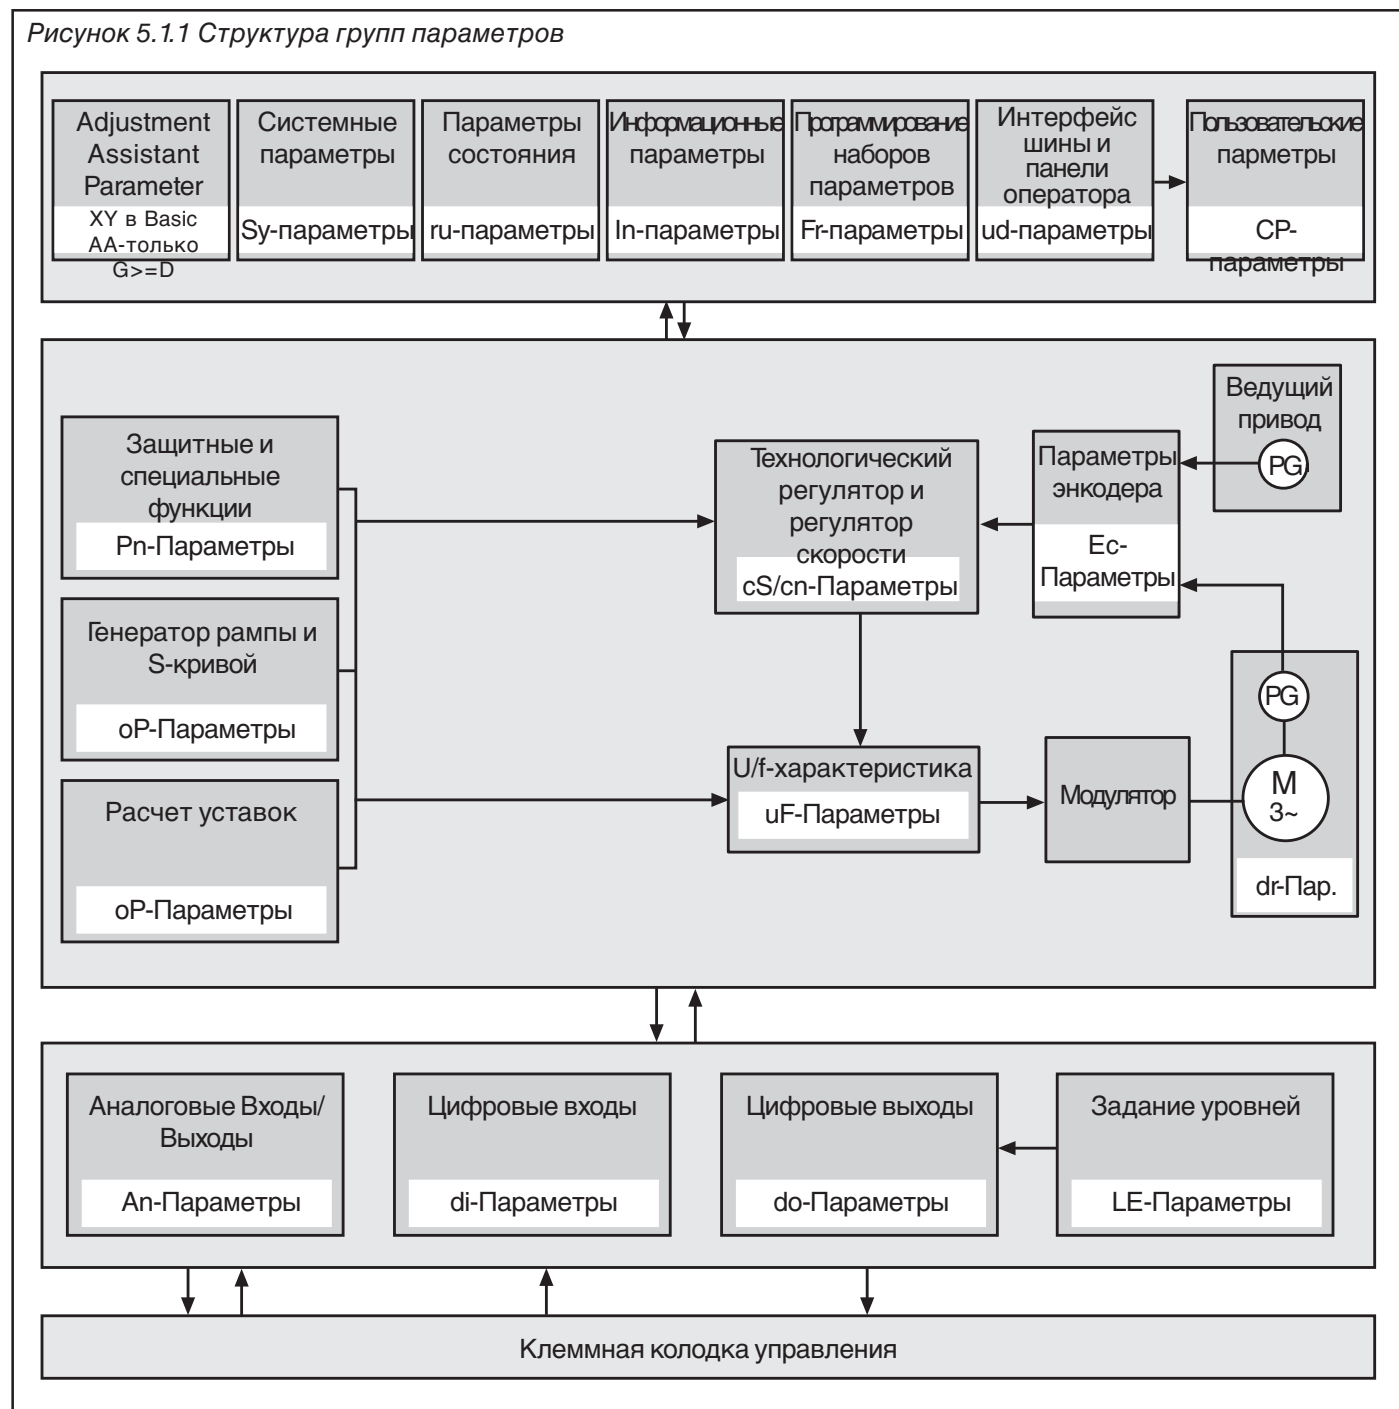 Рисунок 5.1.1 Структура групп параметров
Adjustment
Assistant
Parameter
XY в Basic
AA-только
G>=D
Системные
параметры
Sy-параметры
Параметры
состояния
ru-параметры
Информационные
параметры
In-параметры
Программирование
наборов
параметров
Fr-параметры
Интерфейс
шины и
панели
оператора
ud-параметры
Пользовательские
парметры
CP-
параметры
Защитные и
специальные
функции
Pn-Параметры
Генератор рампы и
S-кривой
oP-Параметры
Расчет уставок
oP-Параметры
Технологический
регулятор и
регулятор
скорости
cS/cn-Параметры
Параметры
энкодера
Ec-
Параметры
Ведущий
привод
PG
U/f-характеристика
uF-Параметры
Модулятор
PG
M
3~
dr-Пар.
Аналоговые Входы/
Выходы
An-Параметры
Цифровые входы
di-Параметры
Цифровые выходы
do-Параметры
Задание уровней
LE-Параметры
Клеммная колодка управления